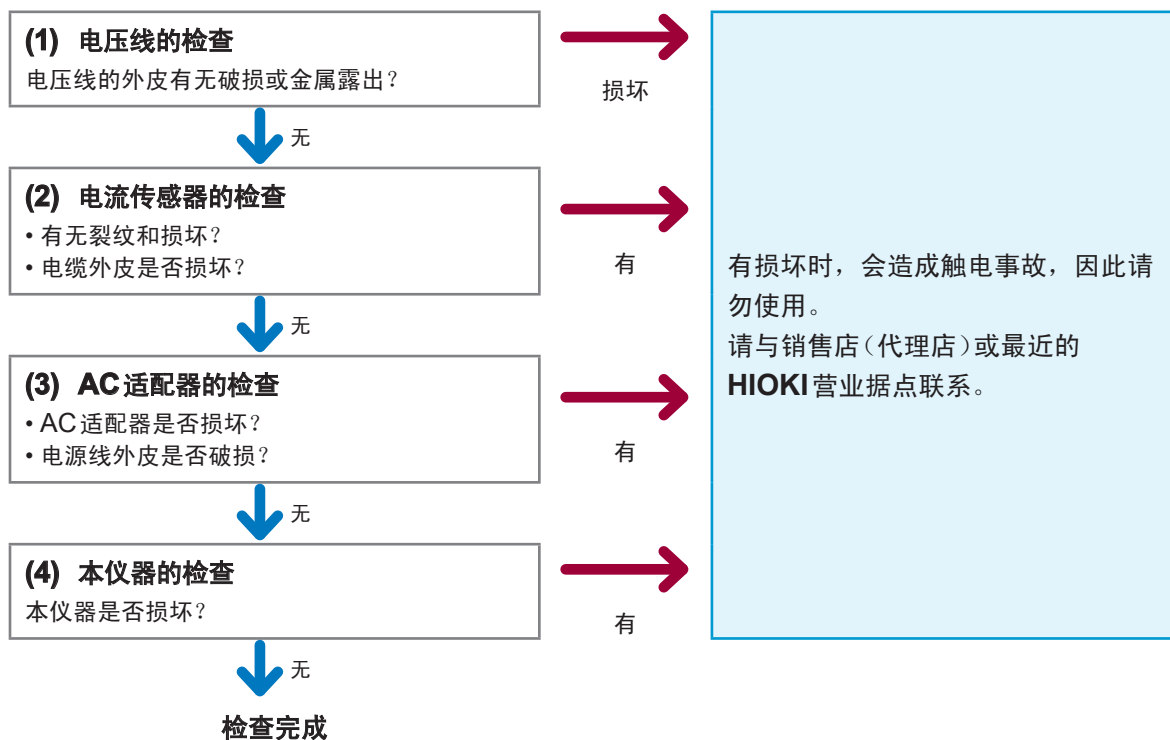 (1) 电压线的检查
电压线的外皮有无破损或金属露出？
损坏
无
(2) 电流传感器的检查
• 有无裂纹和损坏？
• 电缆外皮是否损坏？
有
无
(3) AC适配器的检查
• AC适配器是否损坏？
• 电源线外皮是否破损？
有
无
(4) 本仪器的检查
本仪器是否损坏？
有
无
检查完成
有损坏时，会造成触电事故，因此请
勿使用。
请与销售店（代理店）或最近的
HIOKI营业据点联系。